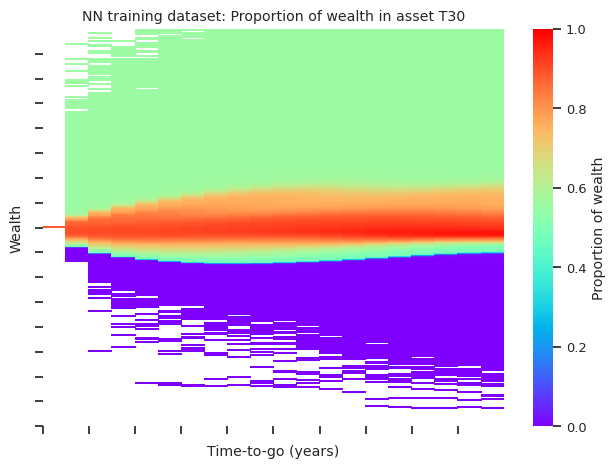 NN training dataset: Proportion of wealth in asset T30
1.0
0.8
0.6
0.4
0.2
0.0
Proportion of wealth
Wealth
Time-to-go (years)